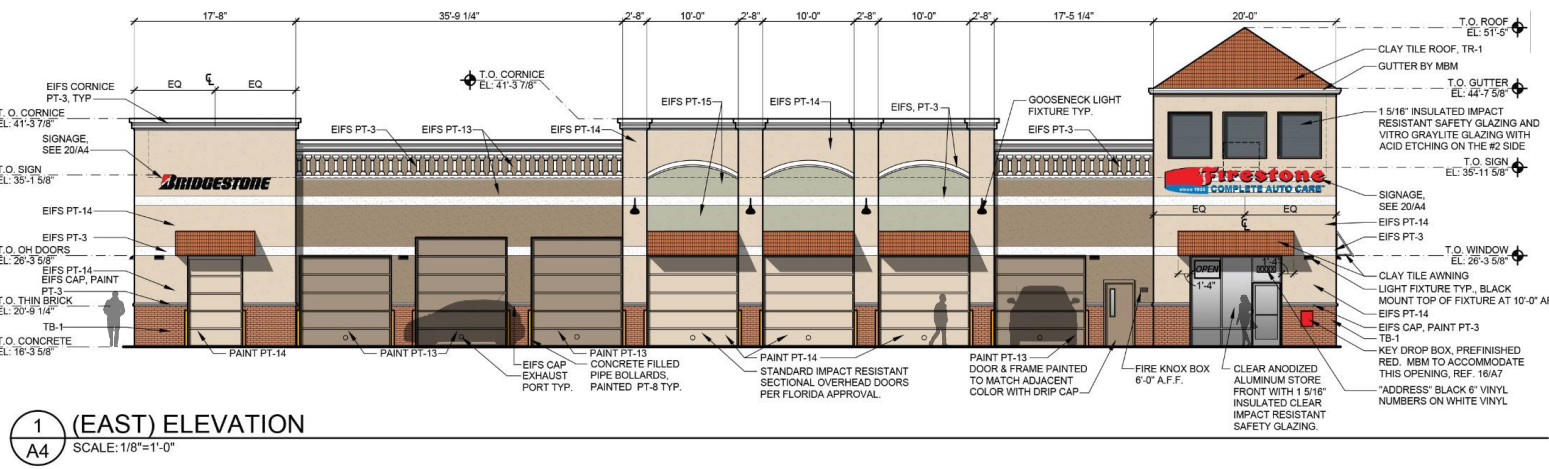 17'-8"
35'-9 1/4"
2'-8"
10'-0"
2'-8"
10'-0"
2'-8"
10'-0"
2'-8"
17'-5 1/4"
20'-0"
T.O. ROOF
EL: 51'-5"
CLAY TILE ROOF, TR-1
GUTTER BY MBM
T.O. GUTTER
EL: 44'-7 5/8"
1 5/16" INSULATED IMPACT
RESISTANT SAFETY GLAZING AND
VITRO GRAYLITE GLAZING WITH
ACID ETCHING ON THE #2 SIDE
T.O. SIGN
EL: 35'-11 5/8"
SIGNAGE,
SEE 20/A4
EIFS PT-14
EIFS PT-3
T.O. WINDOW
EL: 26'-3 5/8"
CLAY TILE AWNING
LIGHT FIXTURE TYP., BLACK
MOUNT TOP OF FIXTURE AT 10'-0" AF
EIFS PT-14
EIFS CAP, PAINT PT-3
TB-1
KEY DROP BOX, PREFINISHED
RED. MBM TO ACCOMMODATE
THIS OPENING, REF. 16/A7
"ADDRESS" BLACK 6" VINYL
NUMBERS ON WHITE VINYL
EIFS CORNICE
PT-3, TYP
T. O. CORNICE
EL: 41'-3 7/8"
SIGNAGE,
SEE 20/A4
T.O. SIGN
EL: 35'-1 5/8"
EIFS PT-14
EIFS PT-3
T.O. OH DOORS
EL: 26'-3 5/8"
EIFS PT-14
EIFS CAP, PAINT
PT-3
T.O. THIN BRICK
EL: 20'-9 1/4"
TB-1
T.O. CONCRETE
EL: 16'-3 5/8"
EQ
CL
EQ
T.O. CORNICE
EL: 41'-3 7/8"
EIFS PT-3
EIFS PT-13
EIFS PT-14
EIFS PT-15
EIFS PT-14
EIFS, PT-3
GOOSENECK LIGHT
FIXTURE TYP.
EIFS PT-3
BRIDGESTONE
Firestone
since 1926 COMPLETE AUTO CARE
EQ
CL
EQ
OPEN
XXXX
1'-4"
1'-4"
PAINT PT-14
PAINT PT-13
EIFS CAP
EXHAUST
PORT TYP.
PAINT PT-13
CONCRETE FILLED
PIPE BOLLARDS,
PAINTED PT-8 TYP.
PAINT PT-14
STANDARD IMPACT RESISTANT
SECTIONAL OVERHEAD DOORS
PER FLORIDA APPROVAL.
PAINT PT-13
DOOR & FRAME PAINTED
TO MATCH ADJACENT
COLOR WITH DRIP CAP
FIRE KNOX BOX
6'-0" A.F.F.
CLEAR ANODIZED
ALUMINUM STORE
FRONT WITH 1 5/16"
INSULATED CLEAR
IMPACT RESISTANT
SAFETY GLAZING.
1
A4
(EAST) ELEVATION
SCALE: 1/8"=1'-0"